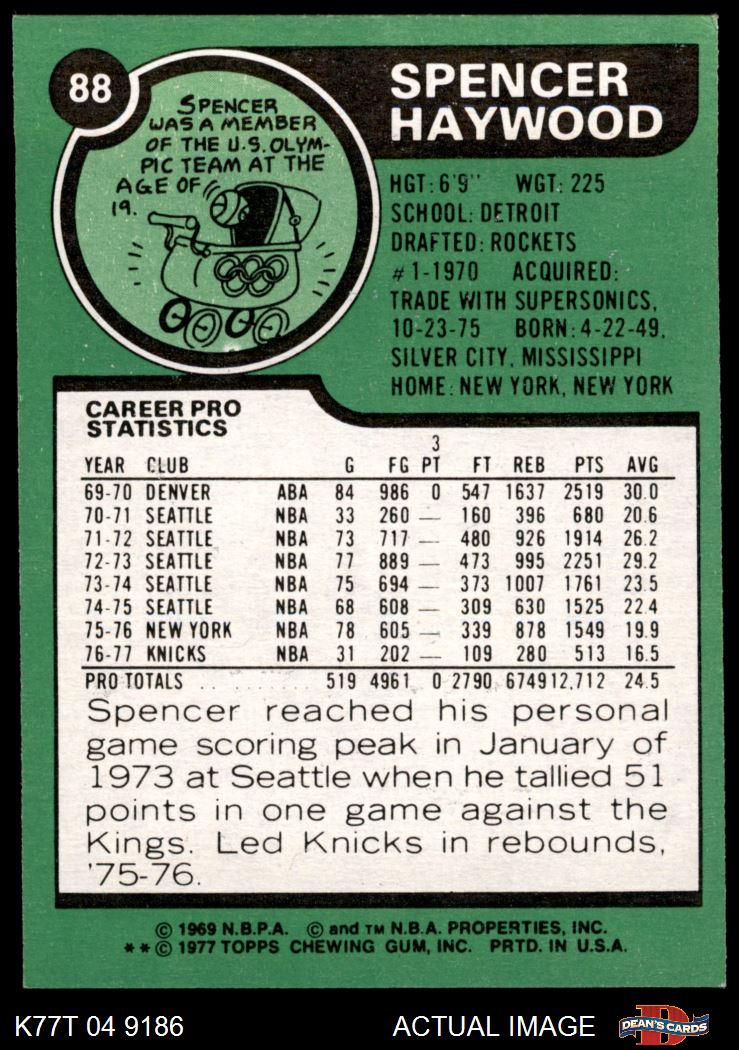 88
SPENCER
WAS A MEMBER
OF THE U.S. OLYM-
PIC TEAM AT THE
AGE OF
19.
SPENCER
HAYWOOD
HGT: 6'9" WGT: 225
SCHOOL: DETROIT
DRAFTED: ROCKETS
#1-1970 ACQUIRED:
TRADE WITH SUPERSONICS,
10-23-75 BORN: 4-22-49,
SILVER CITY, MISSISSIPPI
HOME: NEW YORK, NEW YORK
CAREER PRO
STATISTICS
3
YEAR CLUB G FG PT FT REB PTS AVG
69-70 DENVER ABA 84 986 0 547 1637 2519 30.0
70-71 SEATTLE NBA 33 260 — 160 396 680 20.6
71-72 SEATTLE NBA 73 717 — 480 926 1914 26.2
72-73 SEATTLE NBA 77 889 — 473 995 2251 29.2
73-74 SEATTLE NBA 75 694 — 373 1007 1761 23.5
74-75 SEATTLE NBA 68 608 — 309 630 1525 22.4
75-76 NEW YORK NBA 78 605 — 339 878 1549 19.9
76-77 KNICKS NBA 31 202 — 109 280 513 16.5
PRO TOTALS . . . . . . . . . . 519 4961 0 2790 6749 12,712 24.5
Spencer reached his personal
game scoring peak in January of
1973 at Seattle when he tallied 51
points in one game against the
Kings. Led Knicks in rebounds,
'75-76.
© 1969 N.B.P.A. © and TM N.B.A. PROPERTIES, INC.
** © 1977 TOPPS CHEWING GUM, INC. PRTD. IN U.S.A.
K77T 04 9186 ACTUAL IMAGE D DEAN'S CARDS